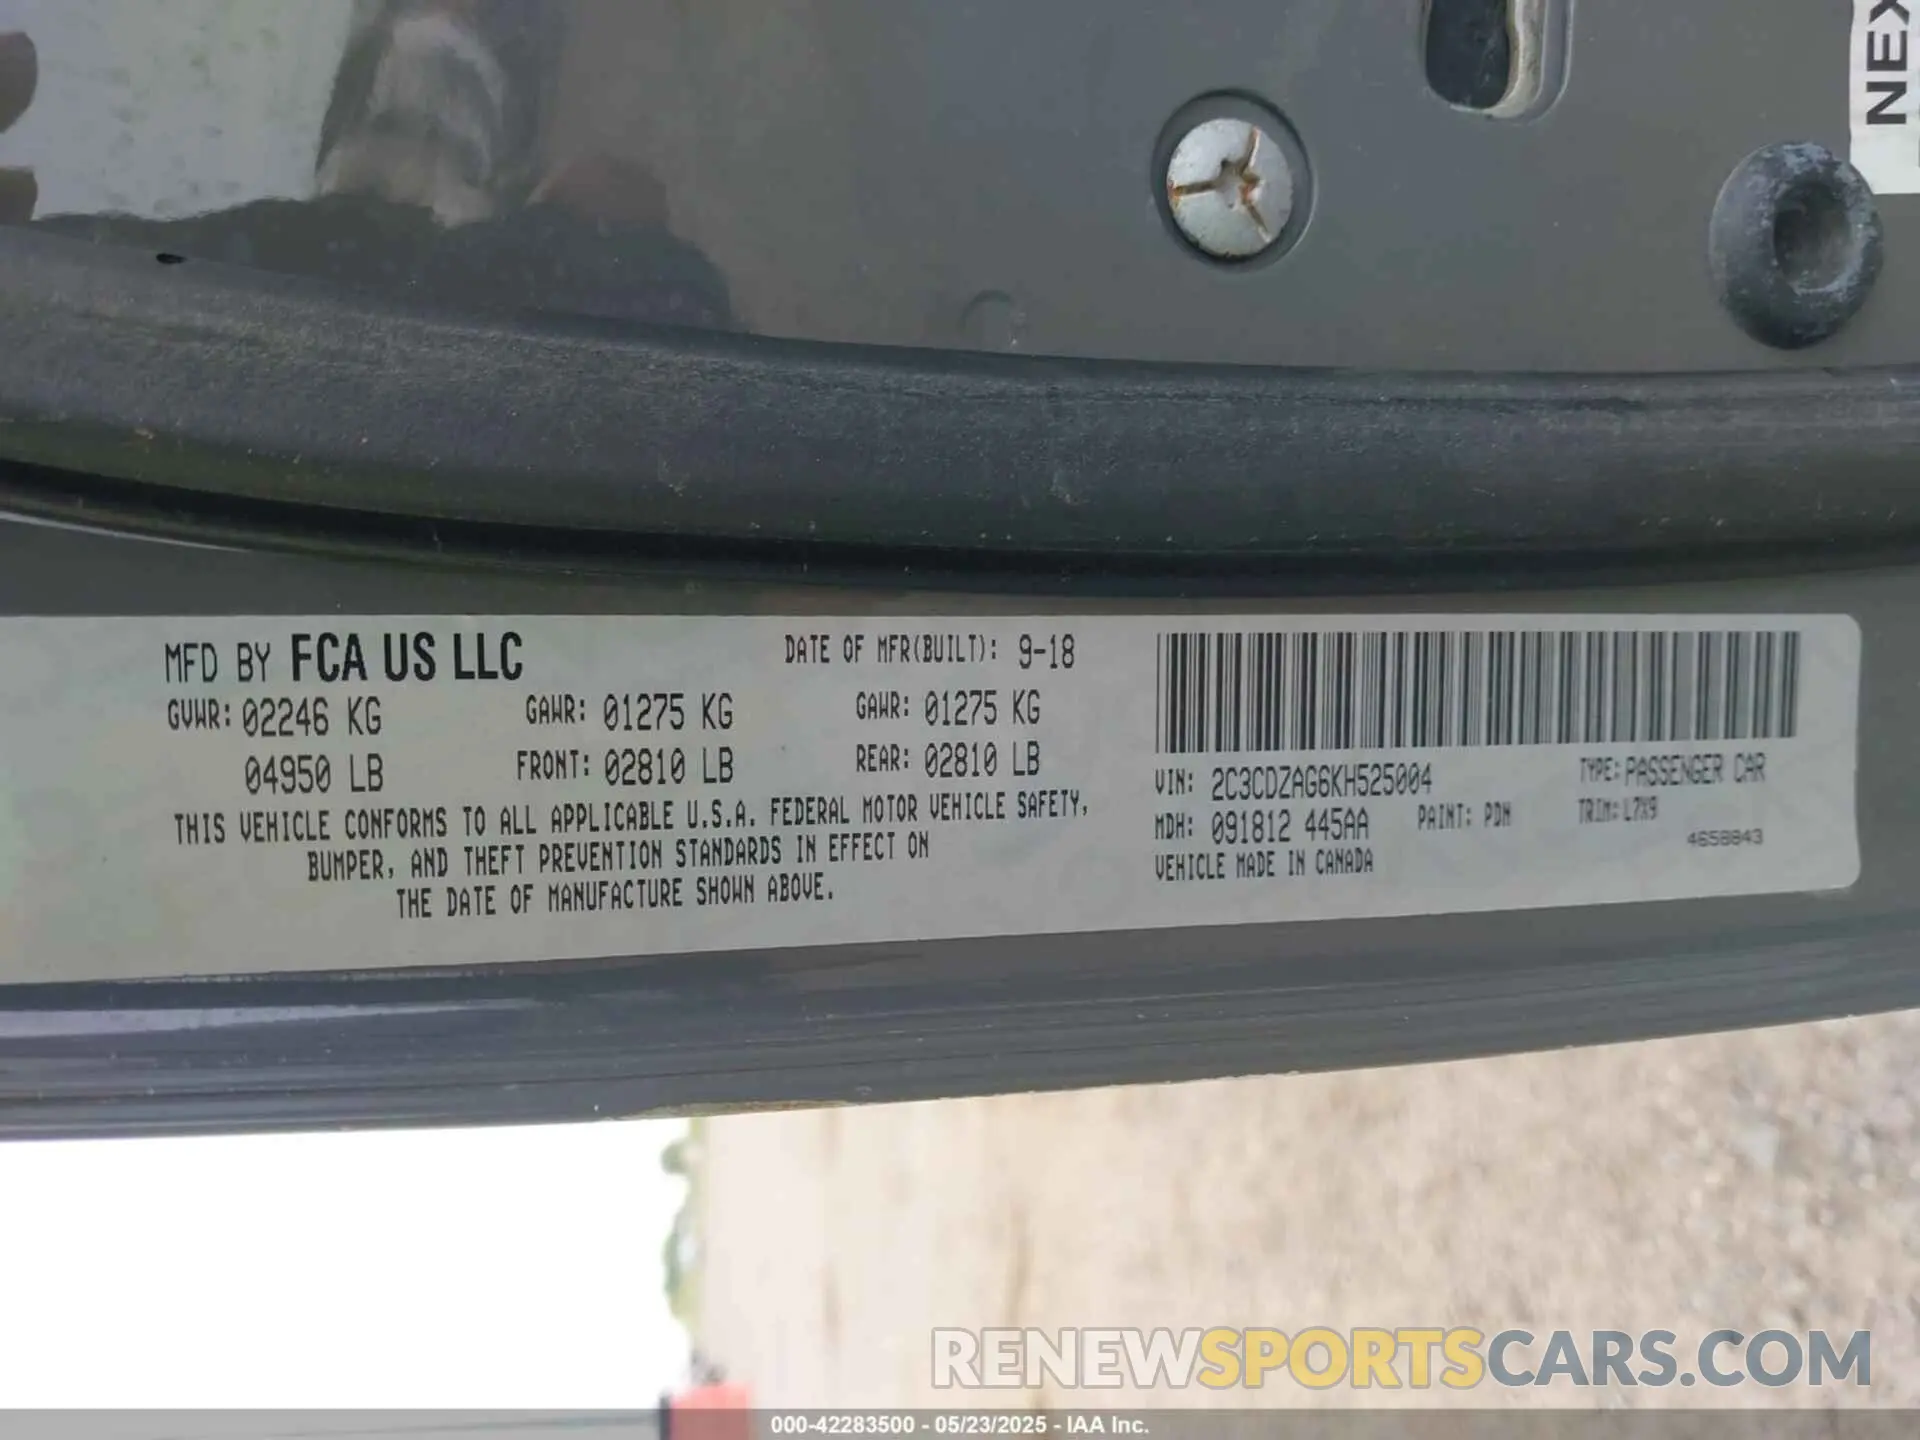 NEX
MFD BY FCA US LLC DATE OF MFR(BUILT): 9-18
GVWR: 02246 KG GAWR: 01275 KG GAWR: 01275 KG
04950 LB FRONT: 02810 LB REAR: 02810 LB
THIS VEHICLE CONFORMS TO ALL APPLICABLE U.S.A. FEDERAL MOTOR VEHICLE SAFETY,
BUMPER, AND THEFT PREVENTION STANDARDS IN EFFECT ON
THE DATE OF MANUFACTURE SHOWN ABOVE.
VIN: 2C3CDZAG6KH525004 TYPE: PASSENGER CAR
MDH: 091812 445AA PAINT: PDN TRIM: L7X9
VEHICLE MADE IN CANADA 4658843
RENEWSPORTSCARS.COM
000-42283500 - 05/23/2025 - IAA Inc.